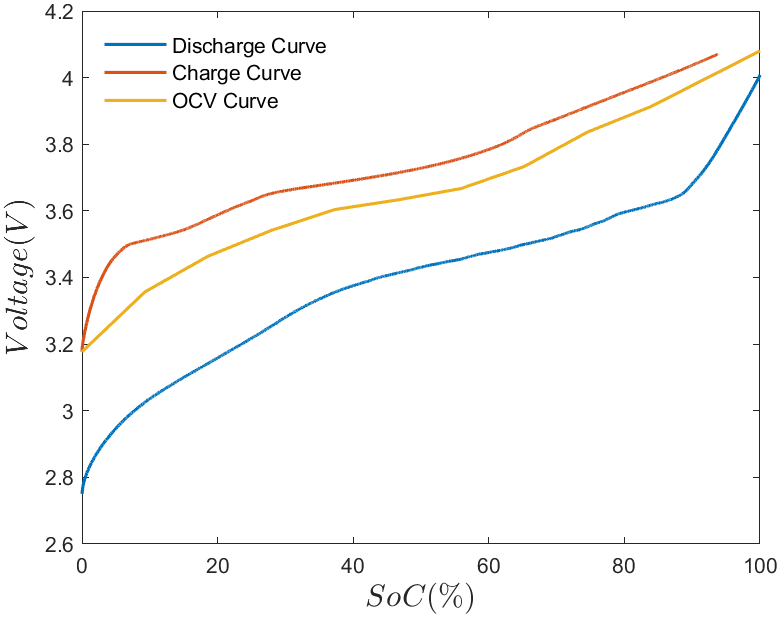 4.2
4
3.8
3.6
3.4
3.2
3
2.8
2.6
Voltage(V)
Discharge Curve
Charge Curve
OCV Curve
0 20 40 60 80 100
SoC(%)